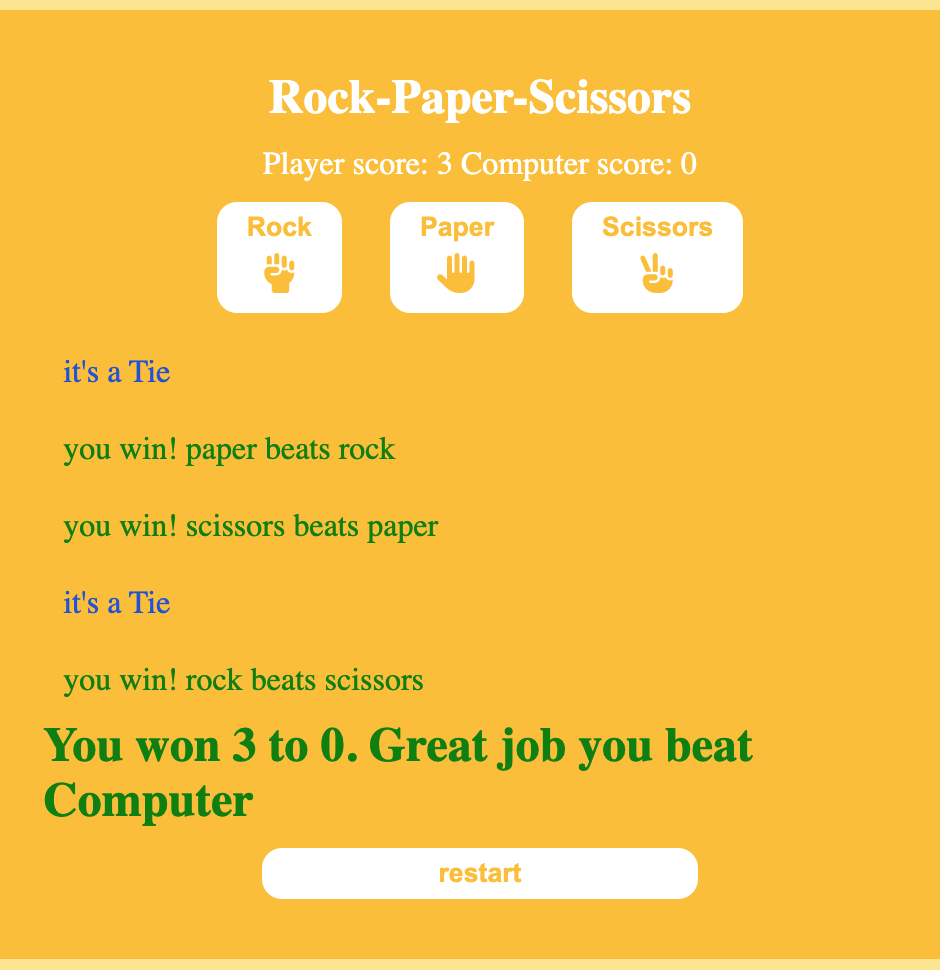 Rock-Paper-Scissors
Player score: 3 Computer score: 0
Rock Paper Scissors
it's a Tie
you win! paper beats rock
you win! scissors beats paper
it's a Tie
you win! rock beats scissors
You won 3 to 0. Great job you beat
Computer
restart